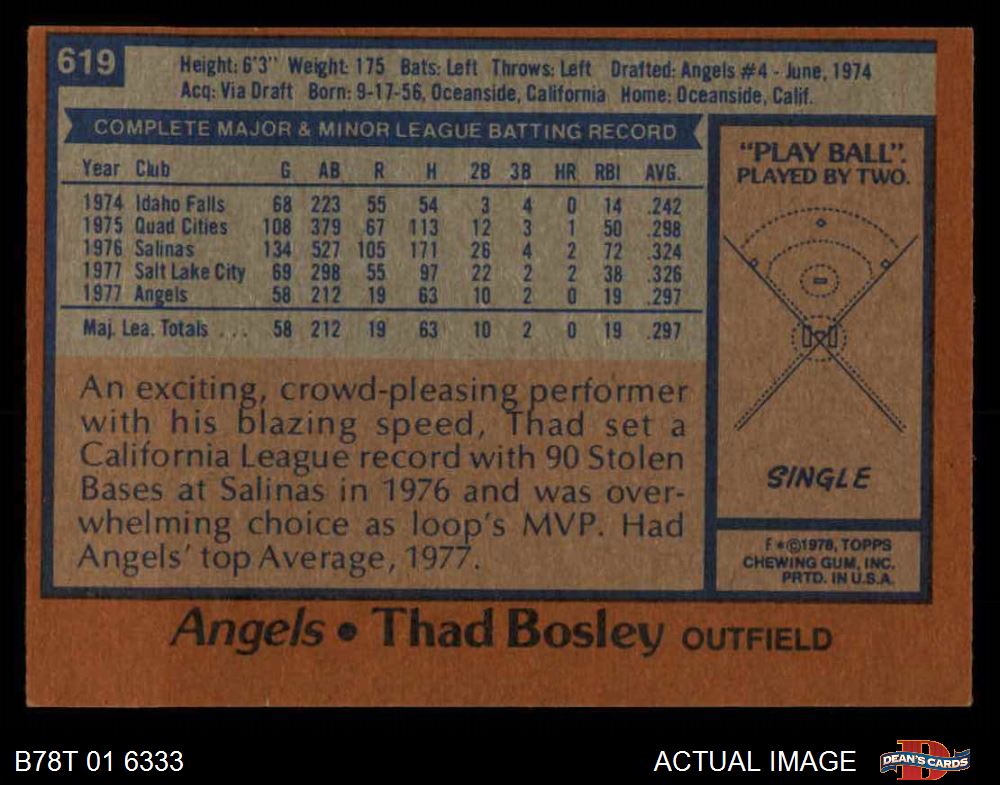 619
Height: 6'3" Weight: 175 Bats: Left Throws: Left Drafted: Angels #4 - June, 1974
Acq: Via Draft Born: 9-17-56, Oceanside, California Home: Oceanside, Calif.
COMPLETE MAJOR & MINOR LEAGUE BATTING RECORD
Year Club G AB R H 2B 3B HR RBI AVG.
1974 Idaho Falls 68 223 55 54 3 4 0 14 .242
1975 Quad Cities 108 379 67 113 12 3 1 50 .298
1976 Salinas 134 527 105 171 26 4 2 72 .324
1977 Salt Lake City 69 298 55 97 22 2 2 38 .326
1977 Angels 58 212 19 63 10 2 0 19 .297
Maj. Lea. Totals ... 58 212 19 63 10 2 0 19 .297
An exciting, crowd-pleasing performer
with his blazing speed, Thad set a
California League record with 90 Stolen
Bases at Salinas in 1976 and was over-
whelming choice as loop's MVP. Had
Angels' top Average, 1977.
"PLAY BALL".
PLAYED BY TWO.
SINGLE
F*©1978, TOPPS
CHEWING GUM, INC.
PRTD. IN U.S.A.
Angels • Thad Bosley OUTFIELD
B78T 01 6333
ACTUAL IMAGE
D
DEAN'S CARDS